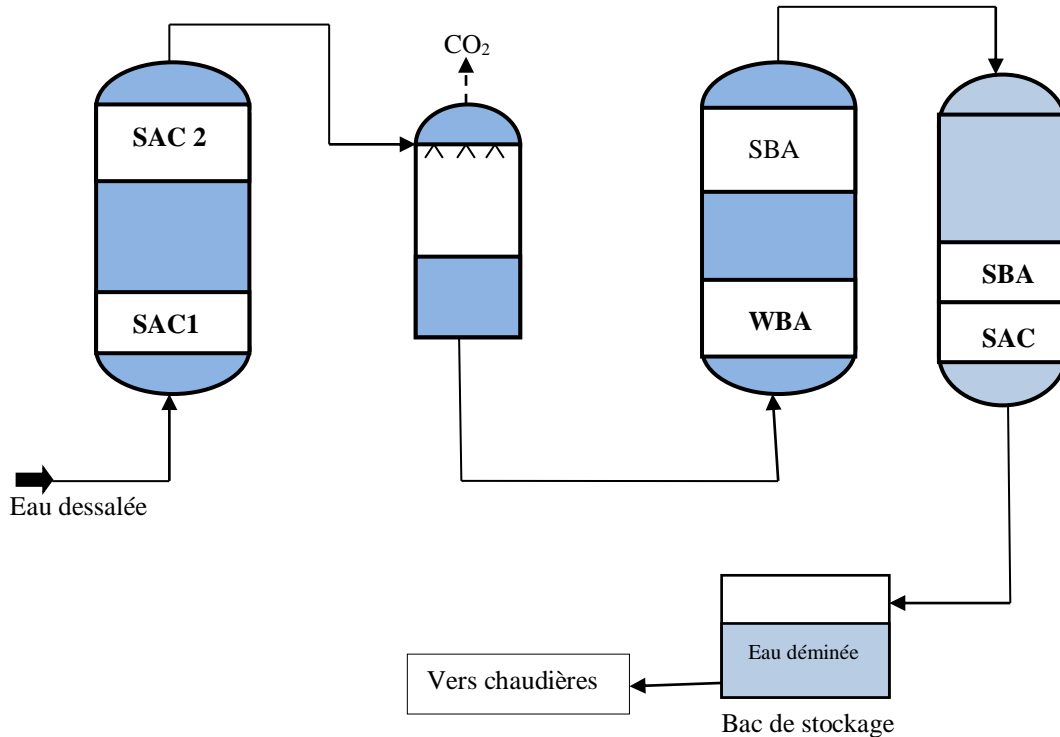 CO₂
SAC 2
SBA
SBA
SAC1
WBA
SAC
Eau dessalée
Eau déminée
Vers chaudières
Bac de stockage